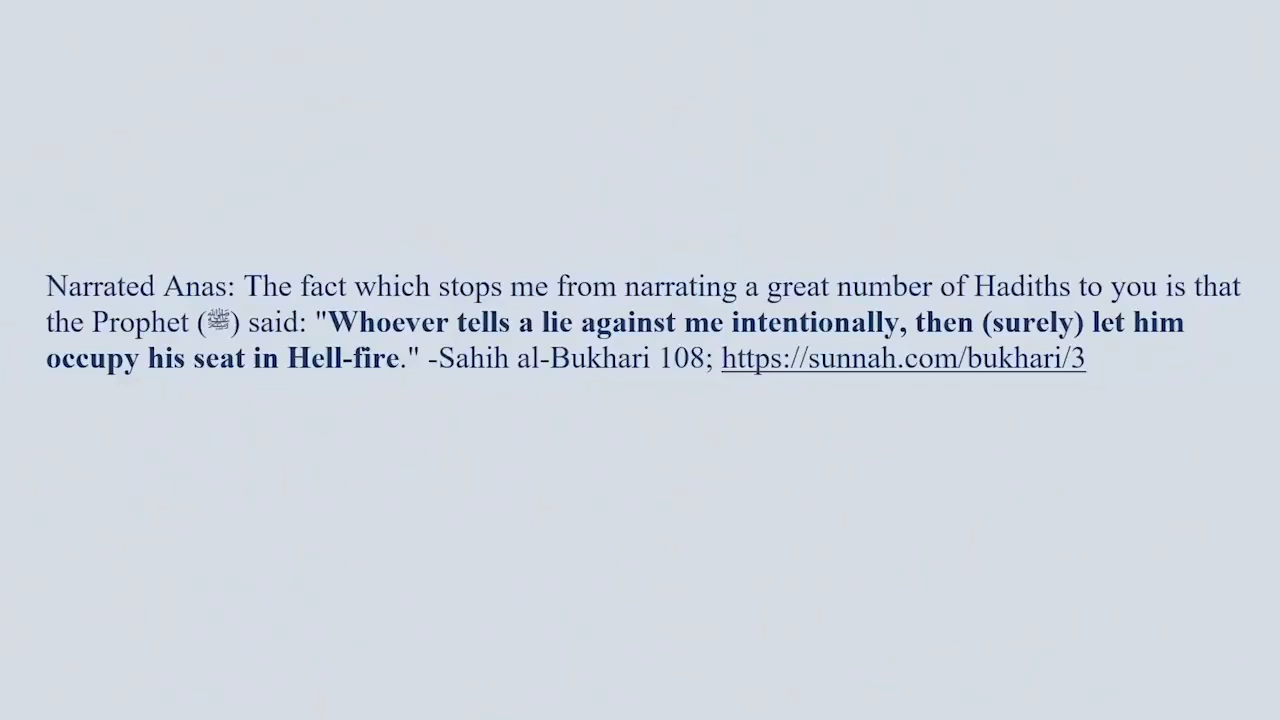 Narrated Anas: The fact which stops me from narrating a great number of Hadiths to you is that
the Prophet (ﷺ) said: "Whoever tells a lie against me intentionally, then (surely) let him
occupy his seat in Hell-fire." -Sahih al-Bukhari 108; https://sunnah.com/bukhari/3